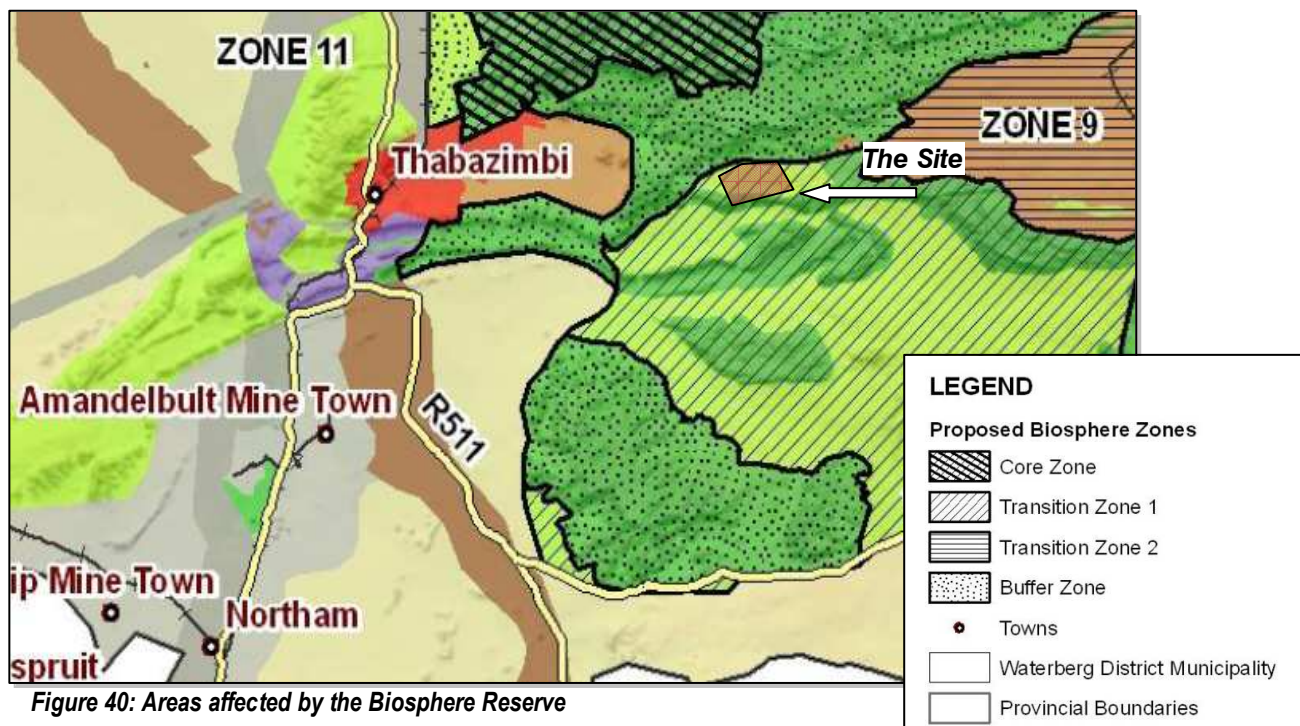 ZONE 11
Thabazimbi
ZONE 9
The Site
Amandelbult Mine Town
R511
ip Mine Town
Northam
spruit
LEGEND
Proposed Biosphere Zones
Core Zone
Transition Zone 1
Transition Zone 2
Buffer Zone
Towns
Waterberg District Municipality
Provincial Boundaries
Figure 40: Areas affected by the Biosphere Reserve